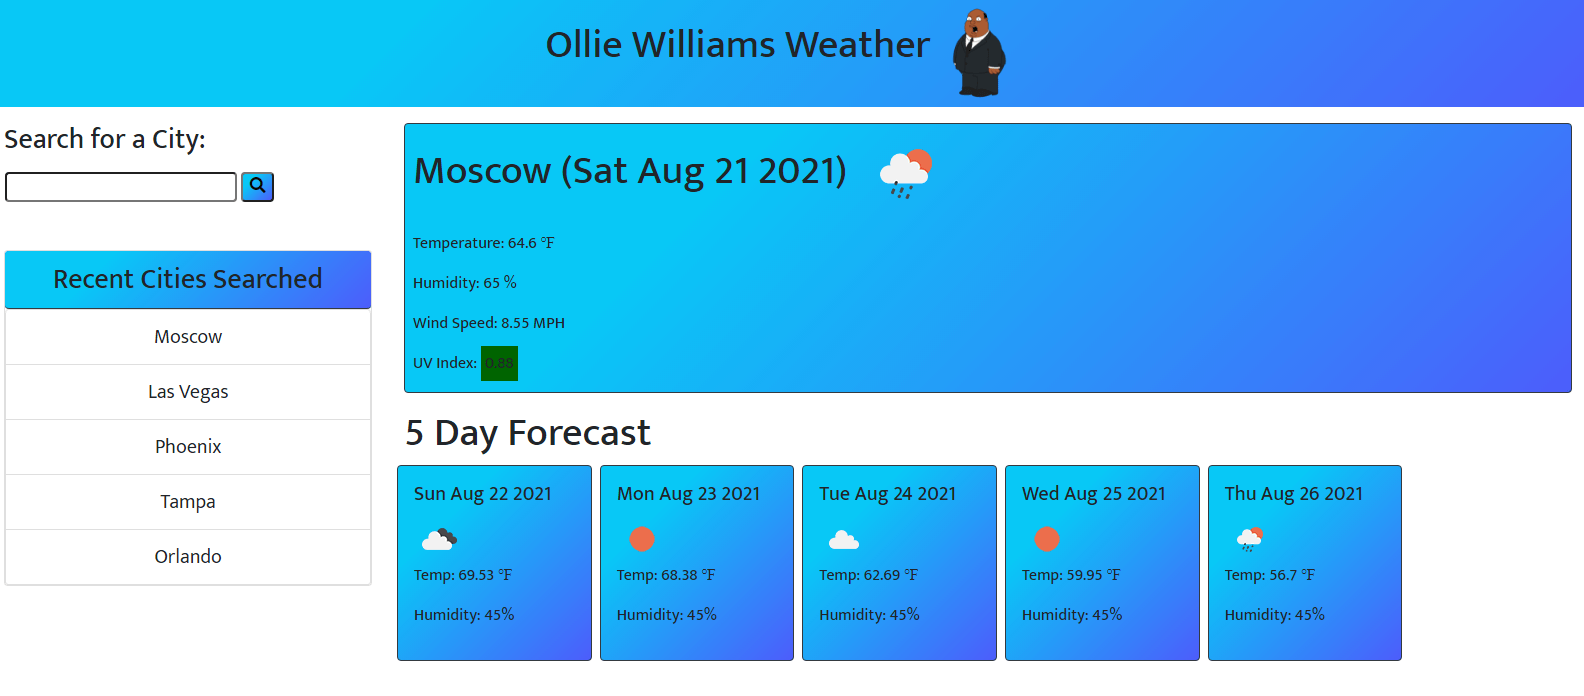 Ollie Williams Weather
Search for a City:
Recent Cities Searched
Moscow
Las Vegas
Phoenix
Tampa
Orlando
Moscow (Sat Aug 21 2021)
Temperature: 64.6 °F
Humidity: 65 %
Wind Speed: 8.55 MPH
UV Index: 0.88
5 Day Forecast
Sun Aug 22 2021
Temp: 69.53 °F
Humidity: 45%
Mon Aug 23 2021
Temp: 68.38 °F
Humidity: 45%
Tue Aug 24 2021
Temp: 62.69 °F
Humidity: 45%
Wed Aug 25 2021
Temp: 59.95 °F
Humidity: 45%
Thu Aug 26 2021
Temp: 56.7 °F
Humidity: 45%